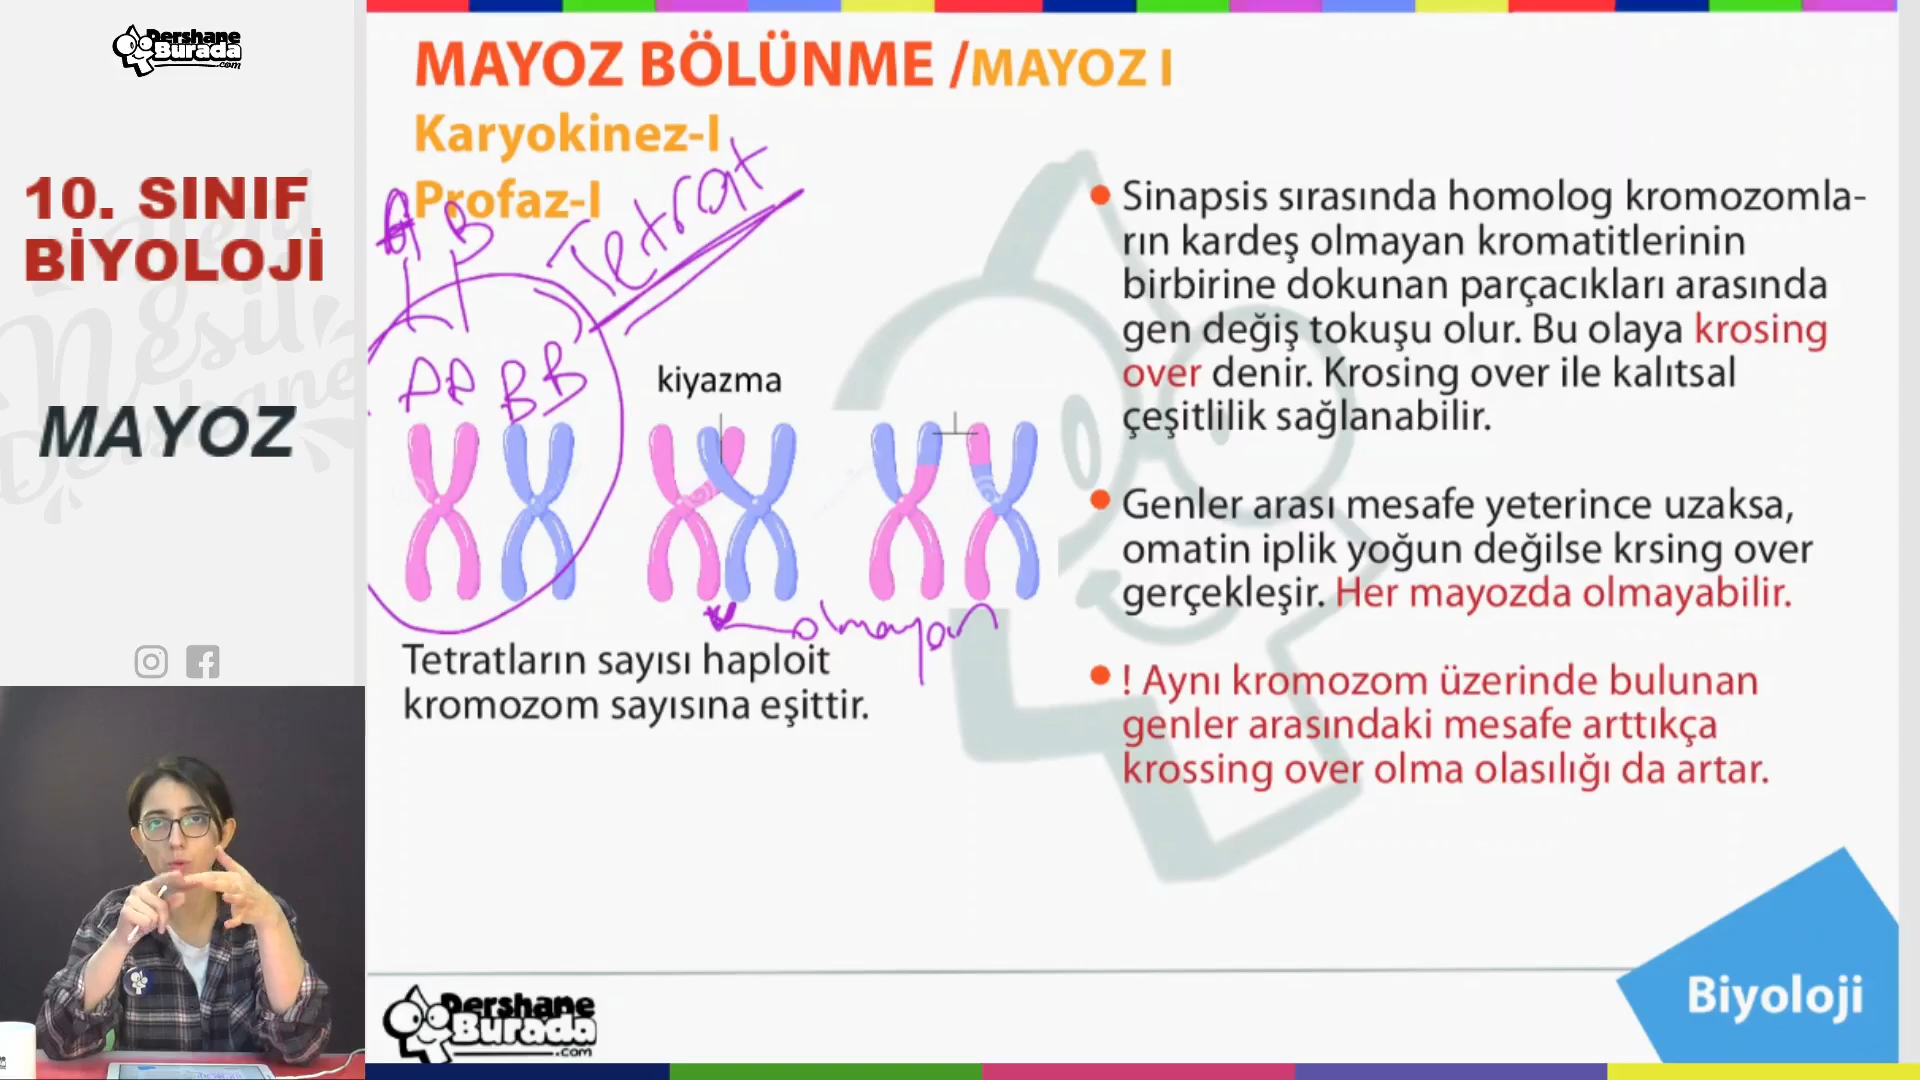 Dershane
Burada
.com
10. SINIF
BİYOLOJİ
Yeni
Nesil
Dershane
MAYOZ
MAYOZ BÖLÜNME /MAYOZ I
Karyokinez-I
Profaz-I
Tetrat
A B
AA BB
kiyazma
olmayan
Tetratların sayısı haploit
kromozom sayısına eşittir.
Sinapsis sırasında homolog kromozomla-
rın kardeş olmayan kromatitlerinin
birbirine dokunan parçacıkları arasında
gen değiş tokuşu olur. Bu olaya krosing
over denir. Krosing over ile kalıtsal
çeşitlilik sağlanabilir.
Genler arası mesafe yeterince uzaksa,
omatin iplik yoğun değilse krsing over
gerçekleşir. Her mayozda olmayabilir.
! Aynı kromozom üzerinde bulunan
genler arasındaki mesafe arttıkça
krossing over olma olasılığı da artar.
Dershane
Burada
.com
Biyoloji